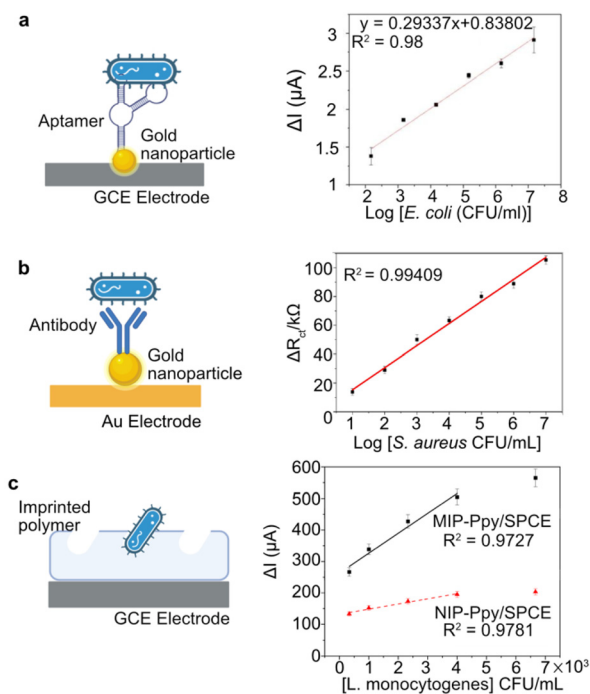 a
Aptamer
Gold
nanoparticle
GCE Electrode
y = 0.29337x+0.83802
R² = 0.98
ΔI (μA)
3
2.5
2
1.5
1
2 3 4 5 6 7 8
Log [E. coli (CFU/ml)]
b
Antibody
Gold
nanoparticle
Au Electrode
R² = 0.99409
ΔRct/kΩ
100
80
60
40
20
0
1 2 3 4 5 6 7
Log [S. aureus CFU/mL]
c
Imprinted
polymer
GCE Electrode
ΔI (μA)
600
500
400
300
200
100
0
MIP-Ppy/SPCE
R² = 0.9727
NIP-Ppy/SPCE
R² = 0.9781
0 1 2 3 4 5 6 7×10³
[L. monocytogenes] CFU/mL